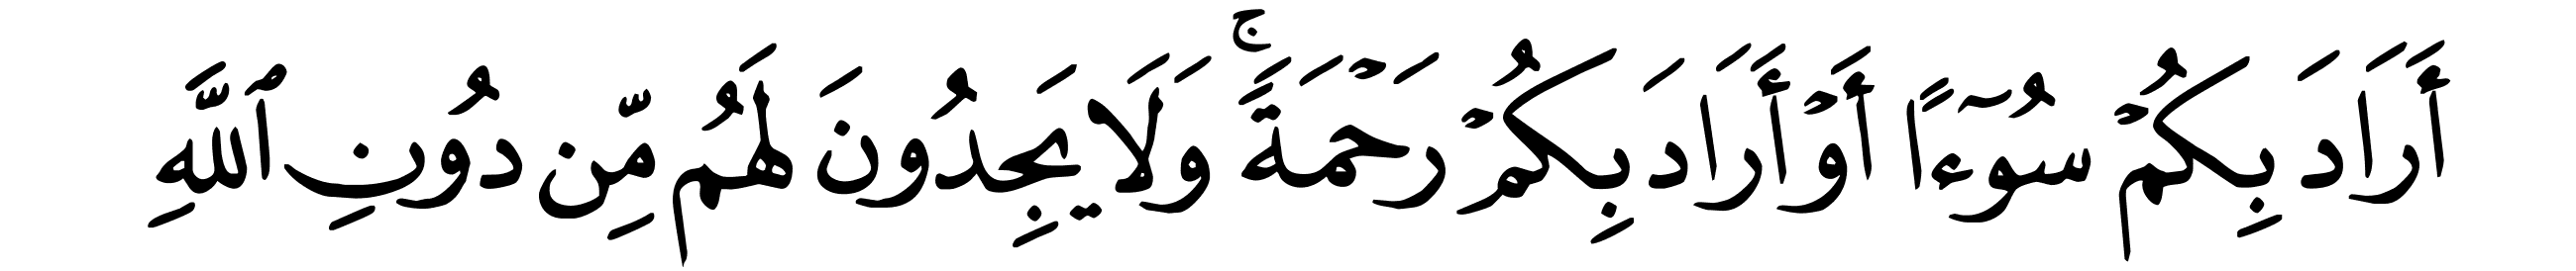 أَرَادَ بِكُمْ سُوٓءًا أَوْ أَرَادَ بِكُمْ رَحْمَةً ۚ وَلَا يَجِدُونَ لَهُم مِّن دُونِ ٱللَّهِ